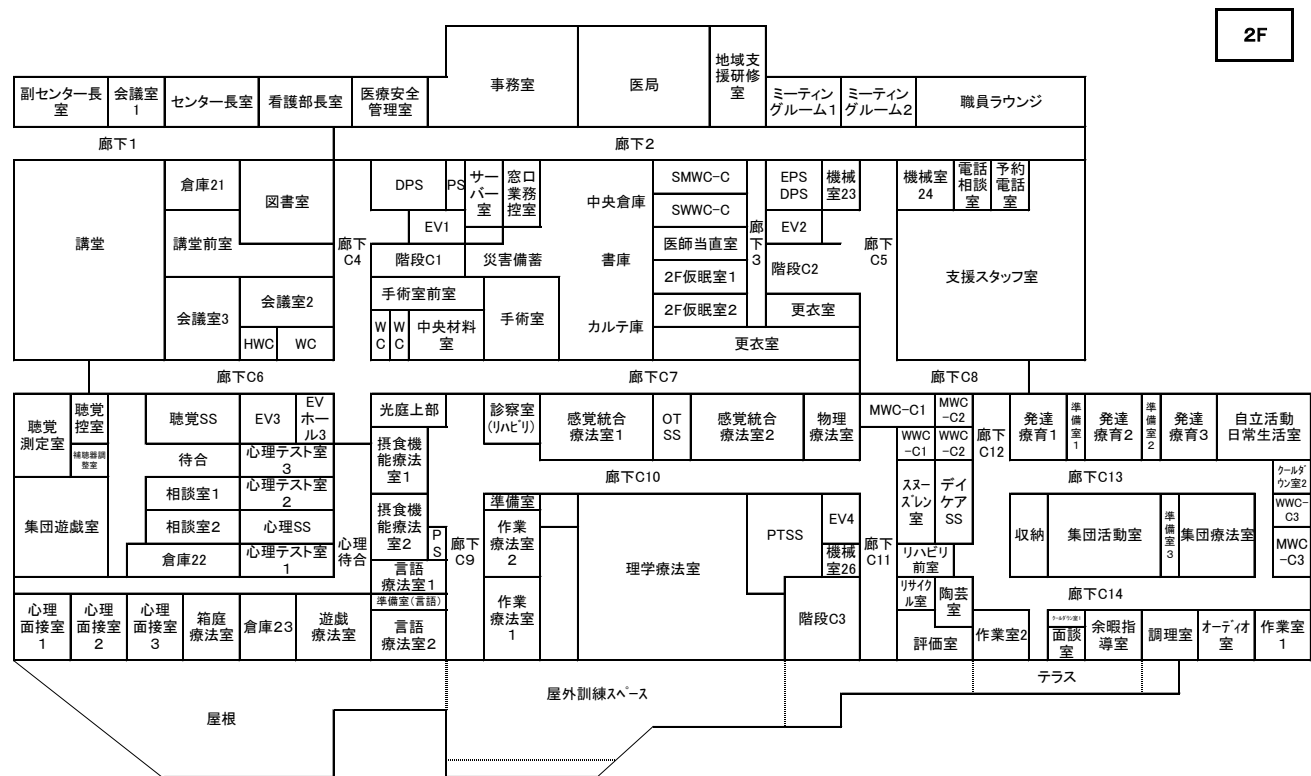 2F
副センター長
室
会議室
1
センター長室
看護部長室
医療安全
管理室
事務室
医局
地域支
援研修
室
ミーティン
グルーム1
ミーティン
グルーム2
職員ラウンジ
廊下1
廊下2
講堂
倉庫21
図書室
講堂前室
会議室3
会議室2
HWC
WC
廊下
C4
DPS
PS
サー
バー
室
窓口
業務
控室
EV1
階段C1
災害備蓄
手術室前室
W
C
W
C
中央材料
室
手術室
中央倉庫
書庫
カルテ庫
SMWC-C
SWWC-C
医師当直室
2F仮眠室1
2F仮眠室2
更衣室
廊
下
3
EPS
DPS
機械
室23
EV2
階段C2
更衣室
廊下
C5
機械室
24
電話
相談
室
予約
電話
室
支援スタッフ室
廊下C6
廊下C7
廊下C8
聴覚
測定室
聴覚
控室
補聴器調
整室
聴覚SS
EV3
EV
ホー
ル3
待合
心理テスト室
3
相談室1
心理テスト室
2
集団遊戯室
相談室2
心理SS
倉庫22
心理テスト室
1
心理
待合
光庭上部
摂食機
能療法
室1
摂食機
能療法
室2
P
S
言語
療法室1
準備室(言語)
言語
療法室2
廊下
C9
診察室
(リハビリ)
感覚統合
療法室1
OT
SS
感覚統合
療法室2
物理
療法室
廊下C10
準備室
作業
療法室
2
作業
療法室
1
理学療法室
PTSS
EV4
機械
室26
階段C3
廊下
C11
MWC-C1
MWC
-C2
WWC
-C1
WWC
-C2
スヌー
ズレン
室
デイ
ケア
SS
リハビリ
前室
リサイク
ル室
陶芸
室
評価室
廊下
C12
発達
療育1
準
備
室
1
発達
療育2
準
備
室
2
発達
療育3
自立活動
日常生活室
廊下C13
クールダ
ウン室2
WWC-
C3
MWC
-C3
収納
集団活動室
準
備
室
3
集団療法室
廊下C14
作業室2
クールダウン室1
面談
室
余暇指
導室
調理室
オーディオ
室
作業室
1
心理
面接室
1
心理
面接室
2
心理
面接室
3
箱庭
療法室
倉庫23
遊戯
療法室
屋根
屋外訓練スペース
テラス